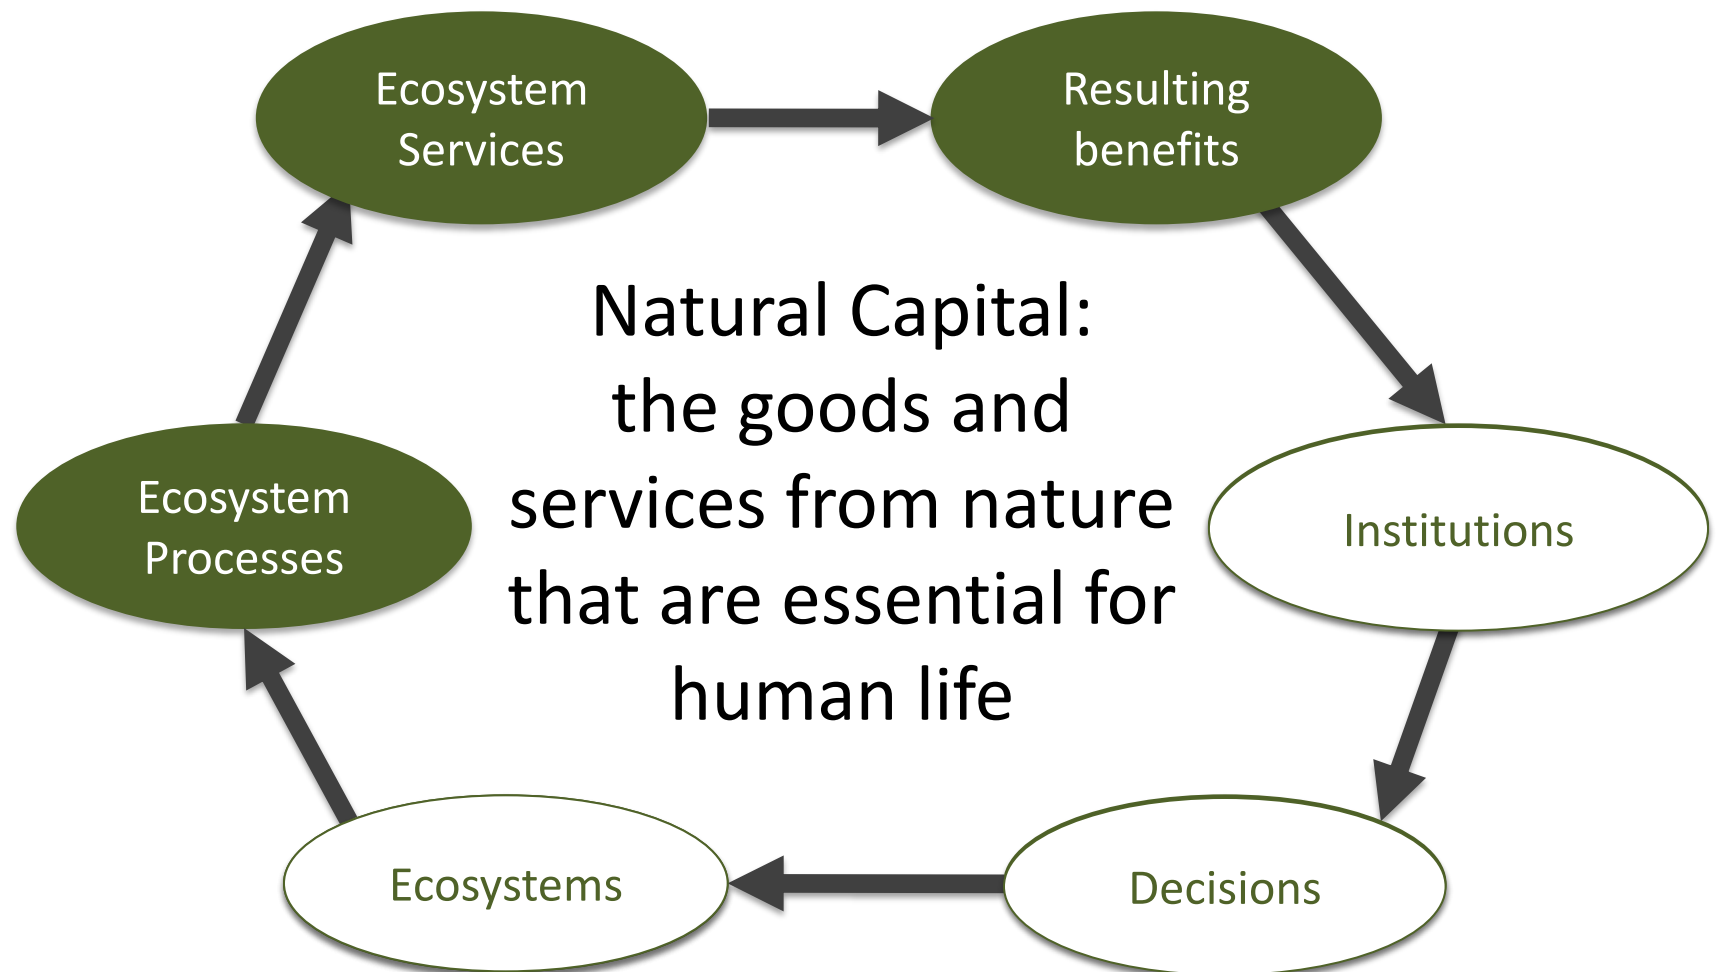 Ecosystem
Services
Resulting
benefits
Natural Capital:
the goods and
services from nature
that are essential for
human life
Ecosystem
Processes
Institutions
Ecosystems
Decisions